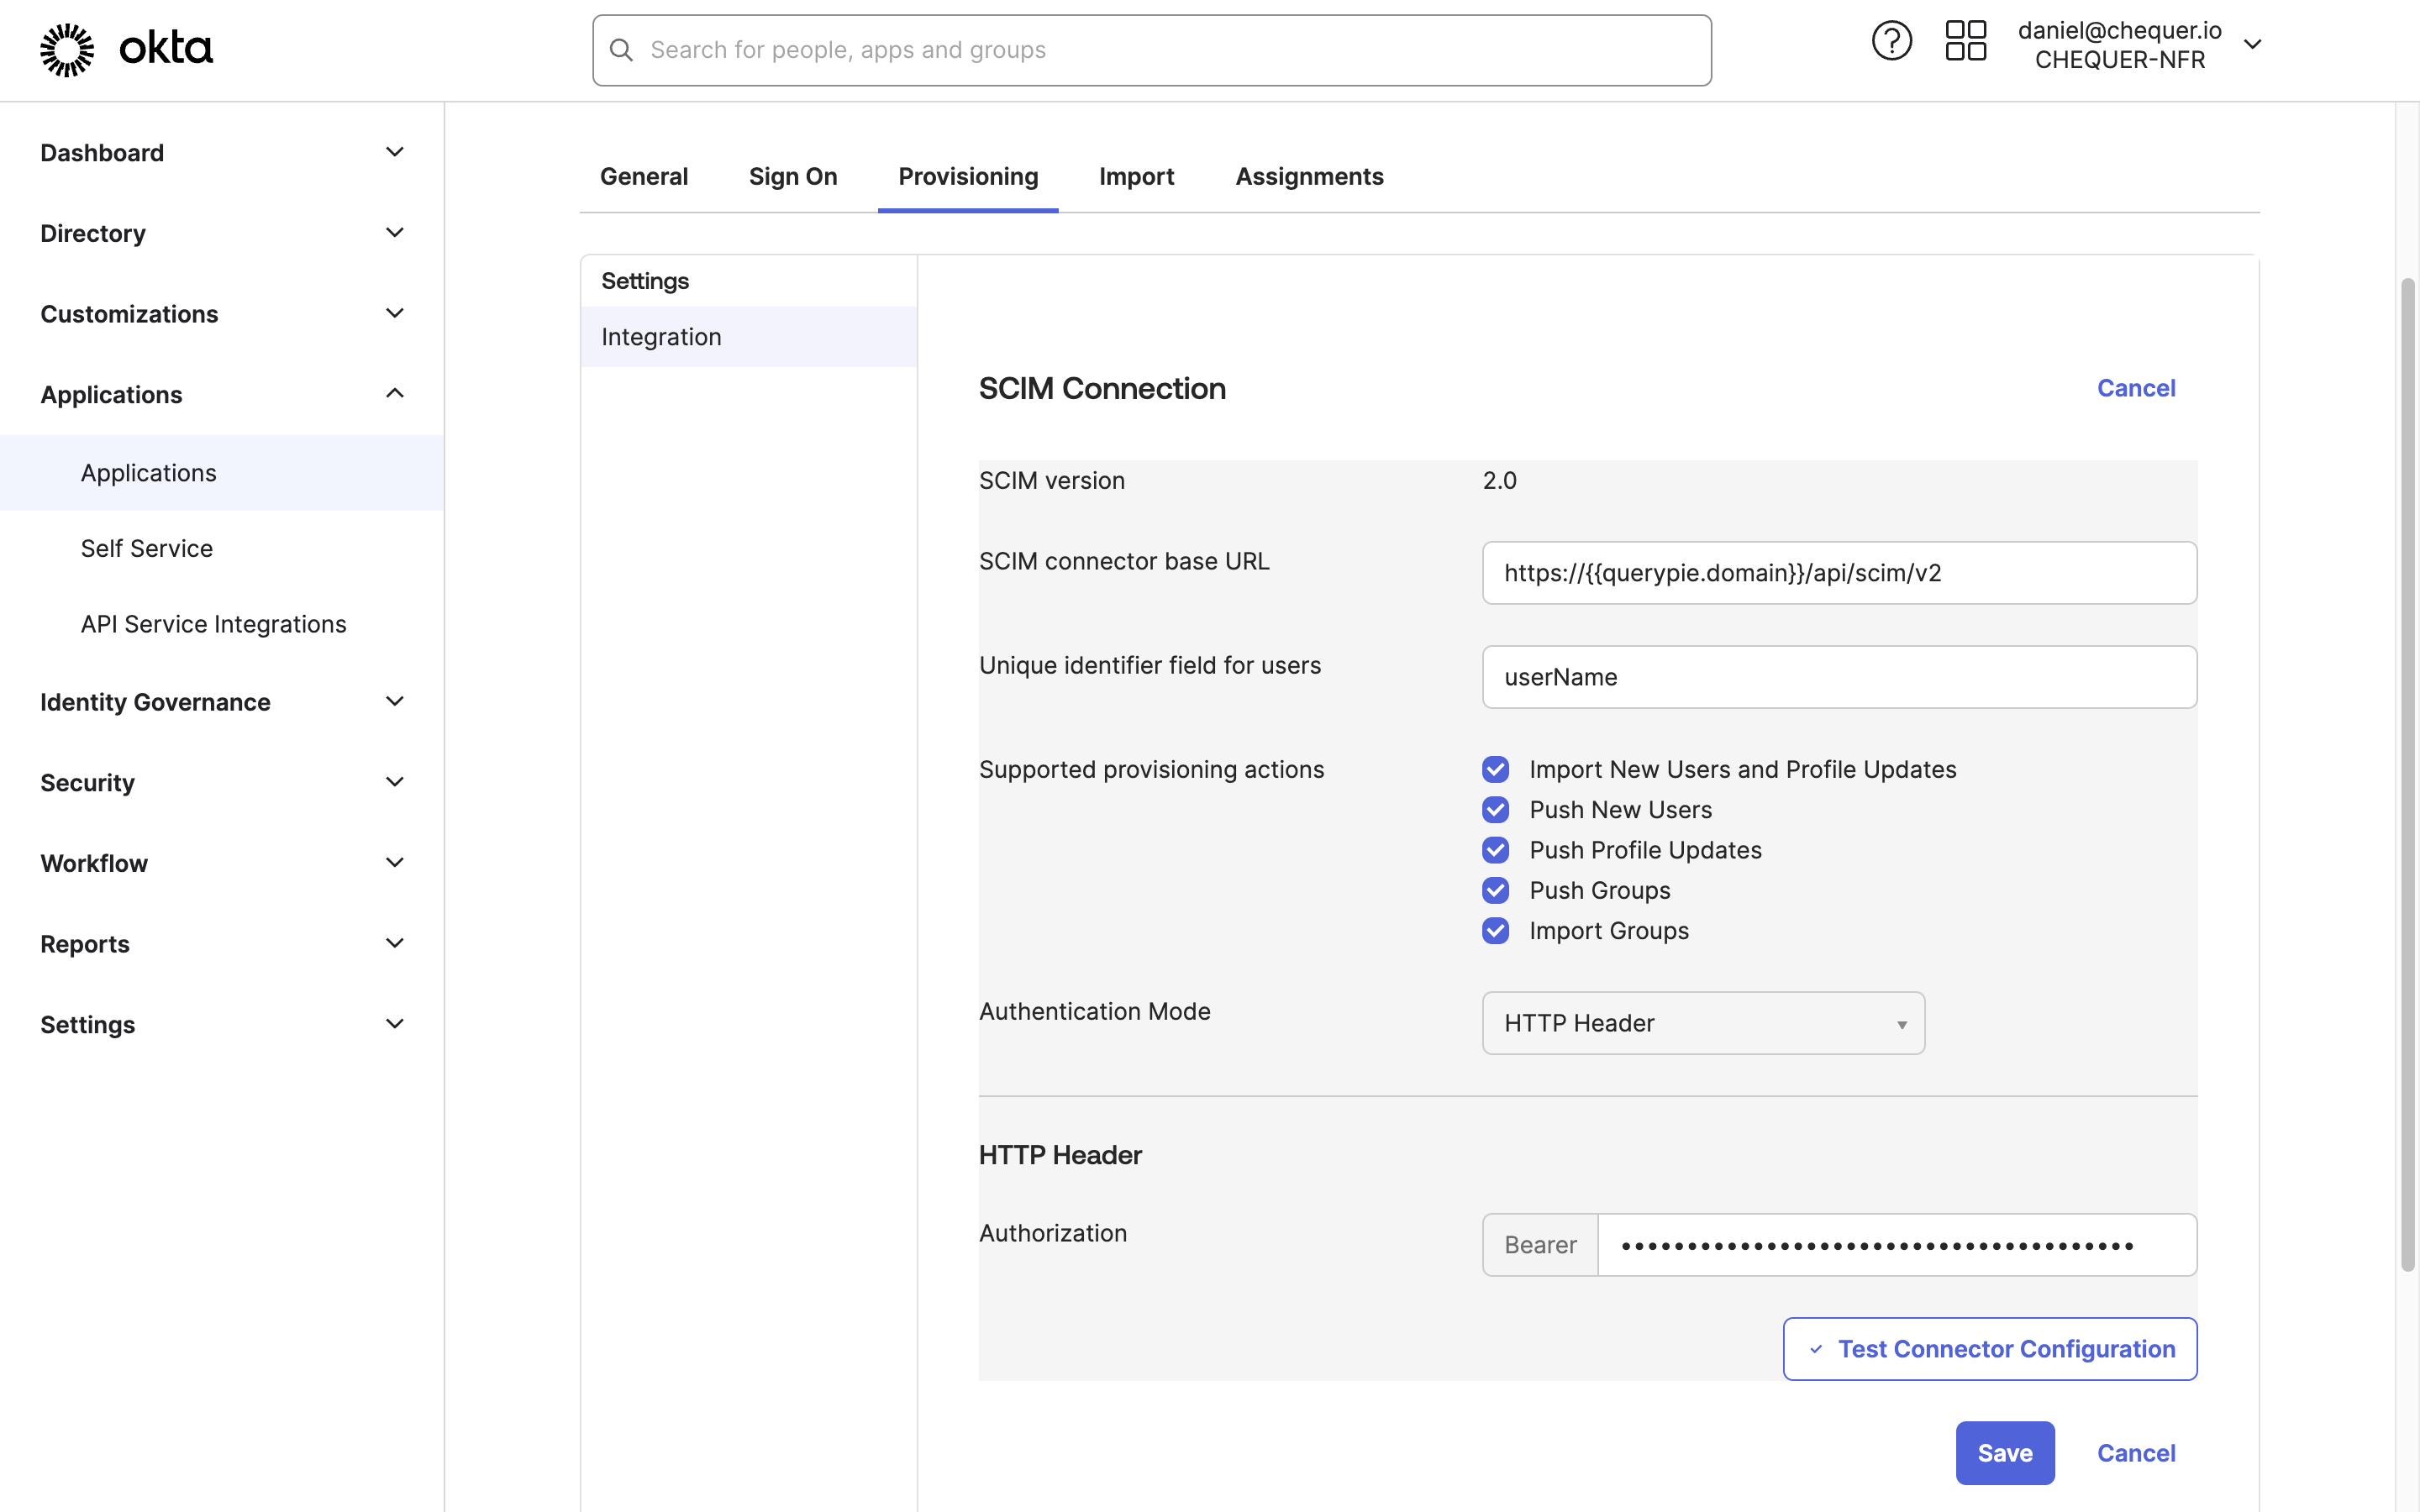 okta
Search for people, apps and groups
daniel@chequer.io
CHEQUER-NFR
Dashboard
Directory
Customizations
Applications
Applications
Self Service
API Service Integrations
Identity Governance
Security
Workflow
Reports
Settings
General
Sign On
Provisioning
Import
Assignments
Settings
Integration
SCIM Connection
Cancel
SCIM version
2.0
SCIM connector base URL
https://{{querypie.domain}}/api/scim/v2
Unique identifier field for users
userName
Supported provisioning actions
Import New Users and Profile Updates
Push New Users
Push Profile Updates
Push Groups
Import Groups
Authentication Mode
HTTP Header
HTTP Header
Authorization
Bearer
Test Connector Configuration
Save
Cancel